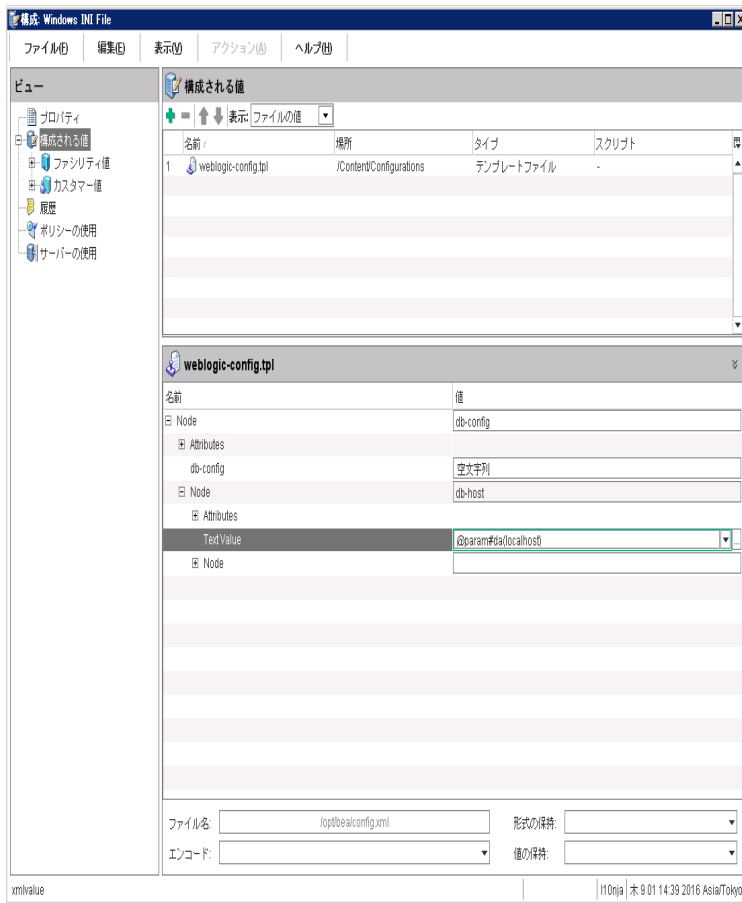 構成: Windows INI File
ファイル(F) 編集(E) 表示(V) アクション(A) ヘルプ(H)
ビュー
プロパティ
構成される値
ファシリティ値
カスタマー値
履歴
ポリシーの使用
サーバーの使用
構成される値
表示: ファイルの値
名前 / 場所 タイプ スクリプト
1 weblogic-config.tpl /Content/Configurations テンプレートファイル -
weblogic-config.tpl
名前 値
Node db-config
Attributes
db-config 空文字列
Node db-host
Attributes
Text Value @param#da(localhost) ...
Node
ファイル名: /opt/bea/config.xml 形式の保持:
エンコード: 値の保持:
xmlvalue l10nja 木 9 01 14:39 2016 Asia/Tokyo